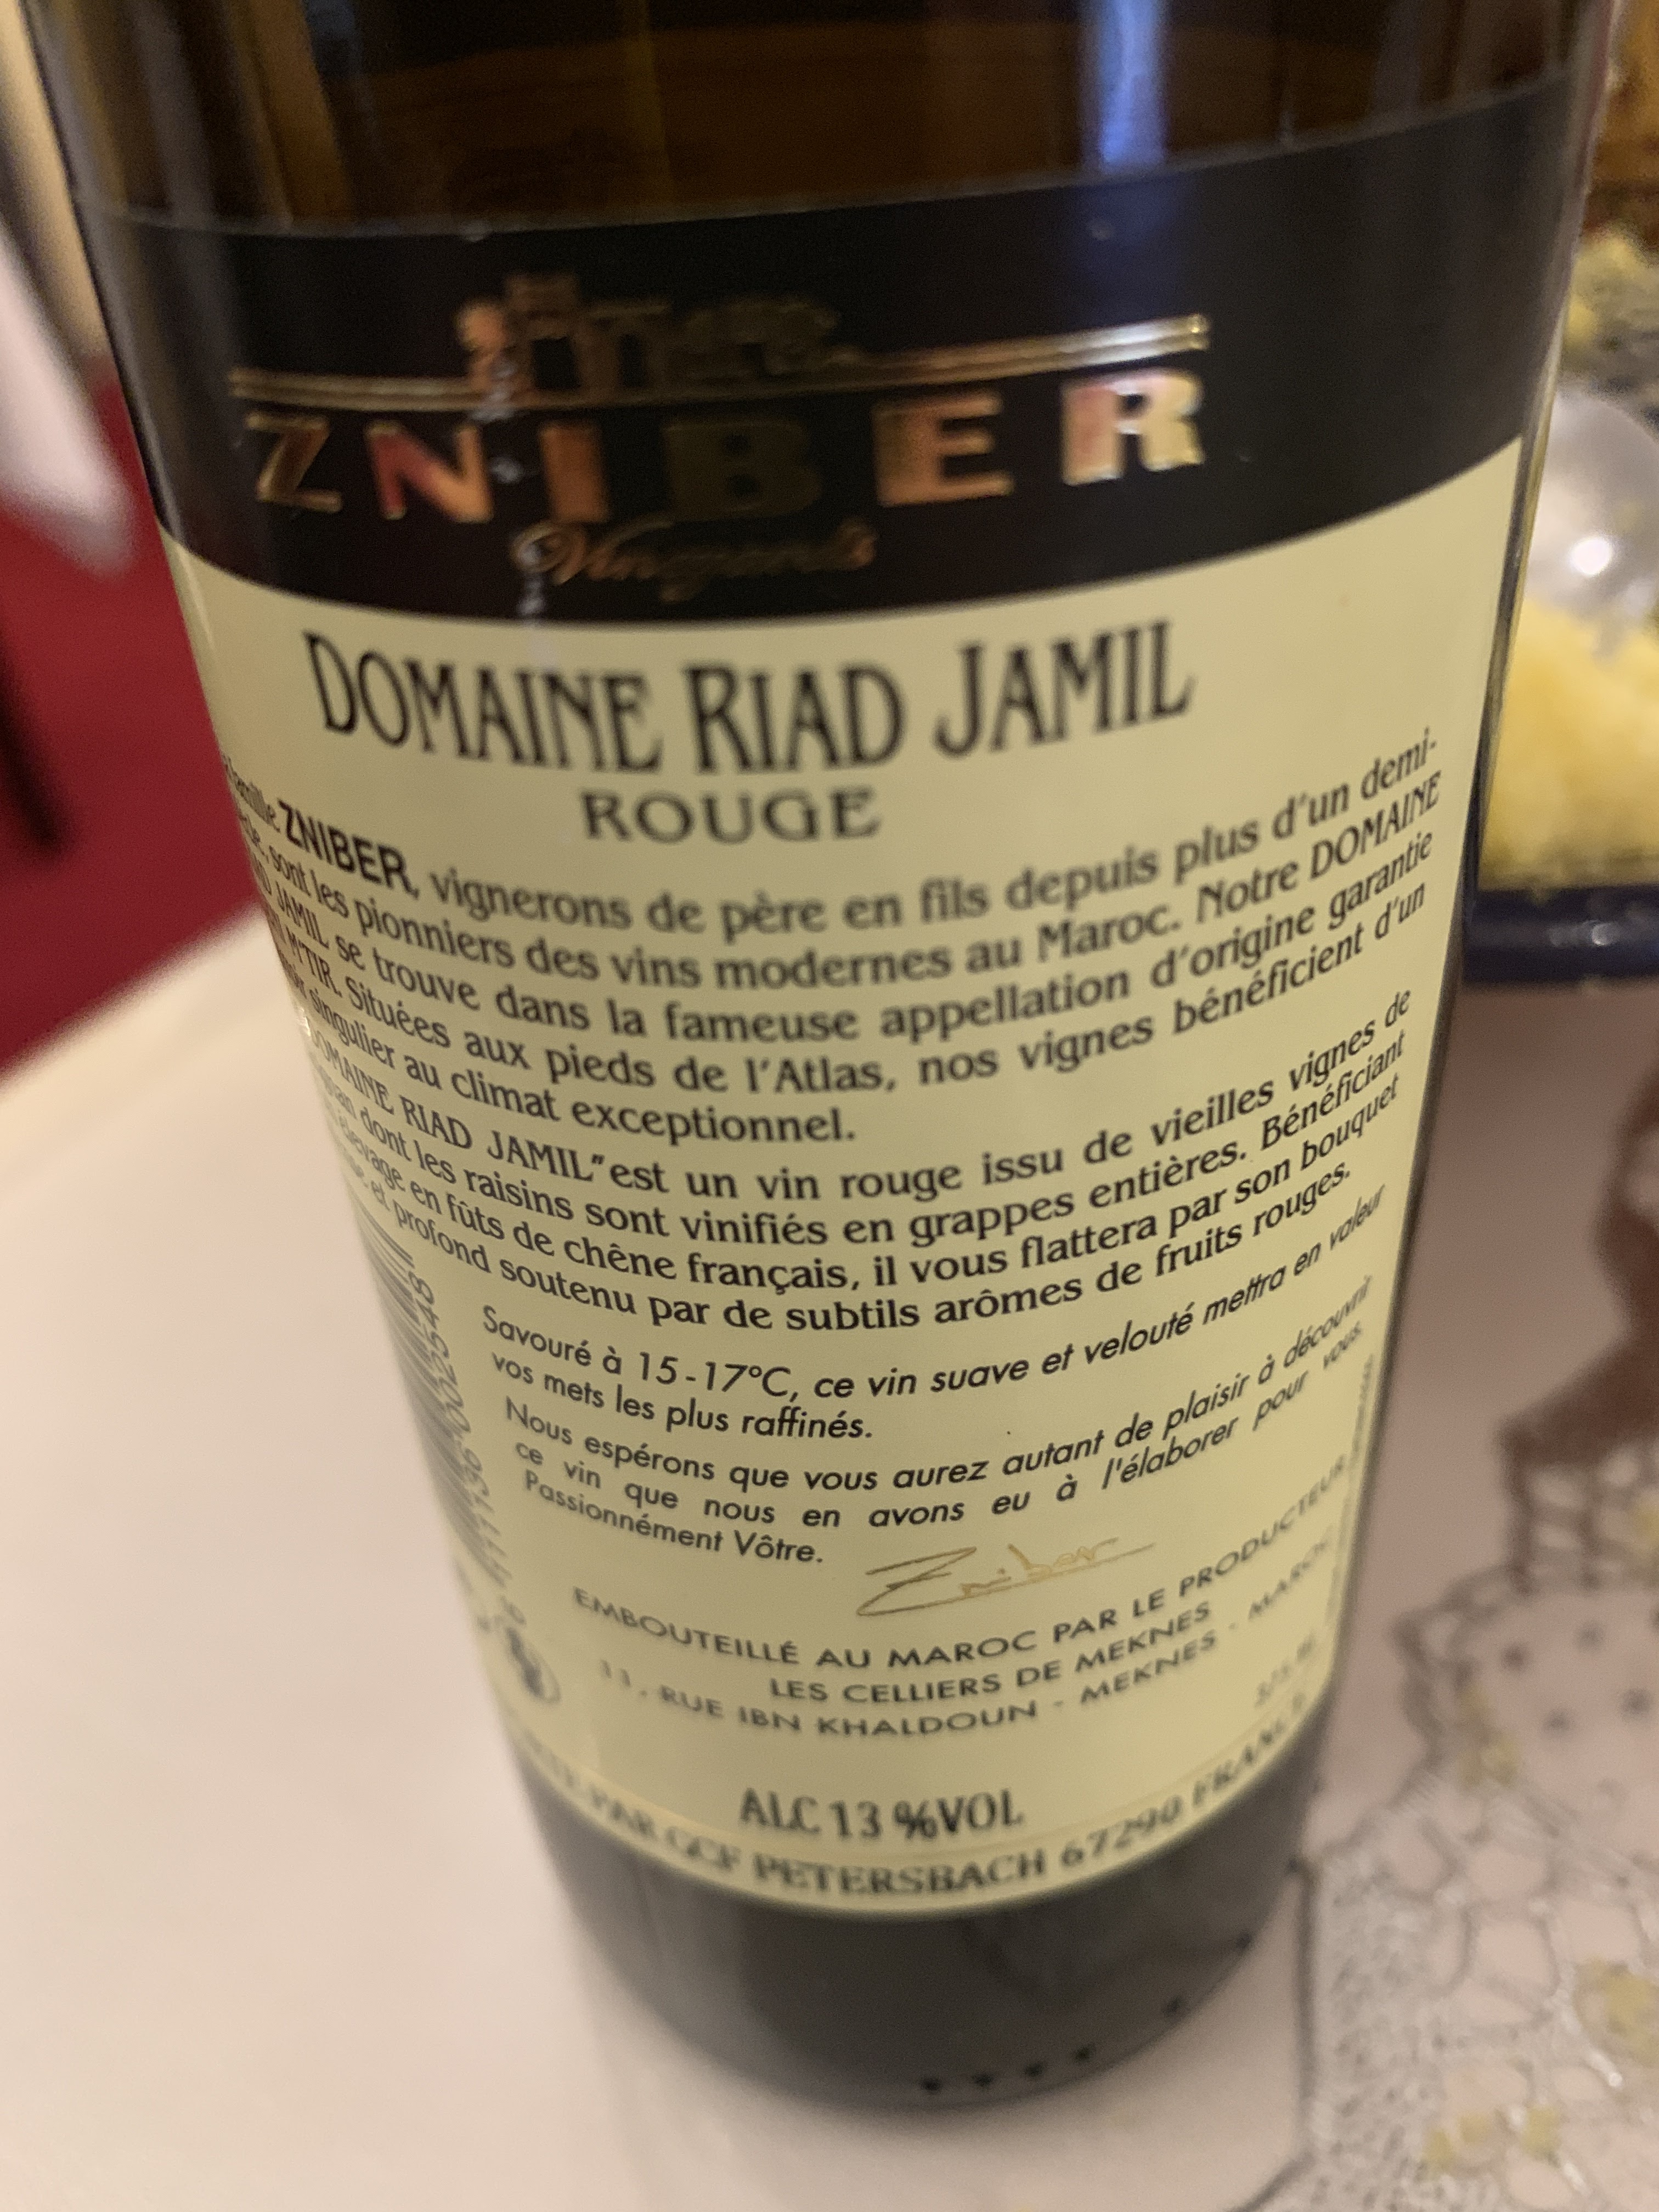 ZNIBER
Vineyards
DOMAINE RIAD JAMIL
ROUGE
famille ZNIBER, vignerons de père en fils depuis plus d'un demi-
sont les pionniers des vins modernes au Maroc. Notre DOMAINE
JAMIL se trouve dans la fameuse appellation d'origine garantie
M'TIR. Situées aux pieds de l'Atlas, nos vignes bénéficient d'un
singulier au climat exceptionnel.
DOMAINE RIAD JAMIL" est un vin rouge issu de vieilles vignes de
dont les raisins sont vinifiés en grappes entières. Bénéficiant
élevage en fûts de chêne français, il vous flattera par son bouquet
et profond soutenu par de subtils arômes de fruits rouges.
Savouré à 15-17°C, ce vin suave et velouté mettra en valeur
vos mets les plus raffinés.
Nous espérons que vous aurez autant de plaisir à découvrir
ce vin que nous en avons eu à l'élaborer pour vous.
Passionnément Vôtre.
Zniber
EMBOUTEILLÉ AU MAROC PAR LE PRODUCTEUR
LES CELLIERS DE MEKNES
11, RUE IBN KHALDOUN - MEKNES - MAROC
ALC 13 %VOL
PAR CCF PETERSBACH 67290 FRANCE